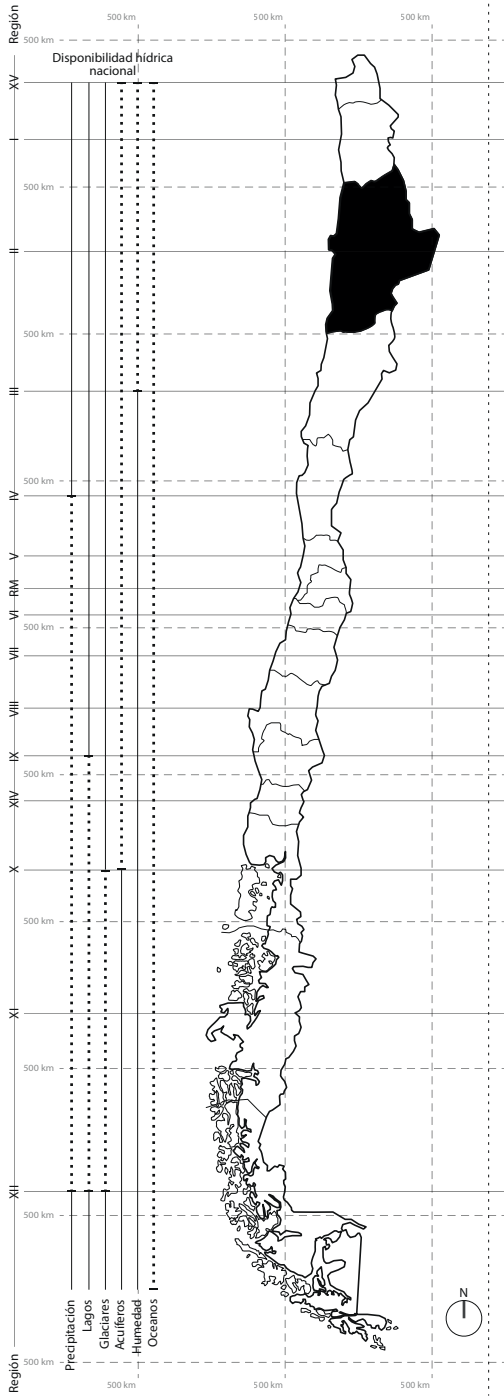 500 km
500 km
500 km
Región
500 km
Disponibilidad hídrica
nacional
XV
I
500 km
II
500 km
III
500 km
IV
V
RM
VI
500 km
VII
VIII
IX
500 km
XIV
X
500 km
XI
500 km
XII
500 km
Precipitación
Lagos
Glaciares
Acuíferos
Humedad
Oceanos
N
500 km
Región
500 km
500 km
500 km